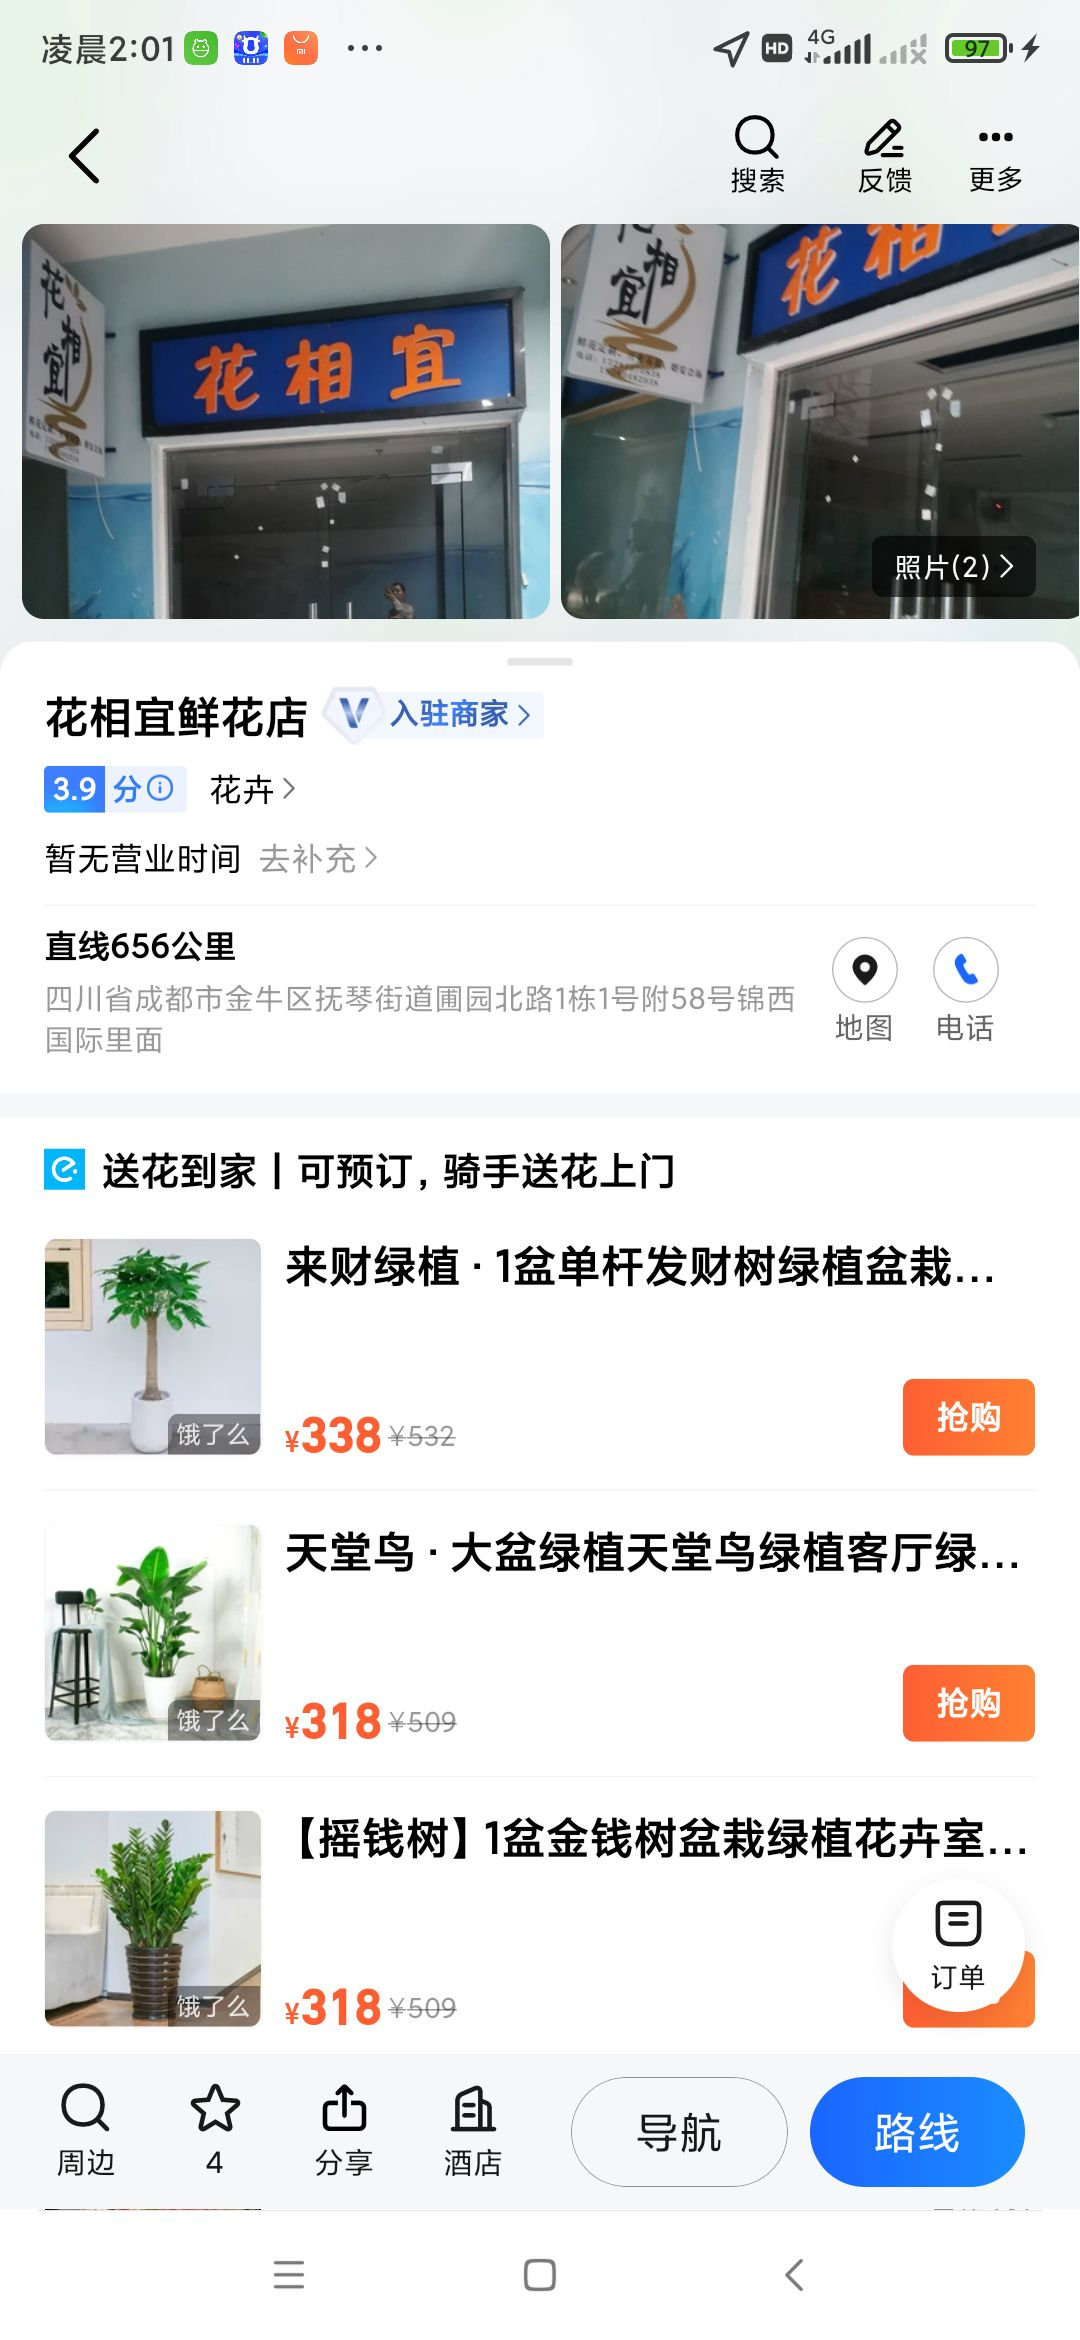 凌晨2:01
HD
4G
97
搜索
反馈
更多
花相宜
花相宜
花相宜
相宜
照片(2)
花相宜鲜花店
入驻商家
3.9分
花卉
暂无营业时间 去补充
直线656公里
四川省成都市金牛区抚琴街道圃园北路1栋1号附58号锦西
国际里面
地图
电话
送花到家 | 可预订，骑手送花上门
来财绿植 · 1盆单杆发财树绿植盆栽...
饿了么
¥338 ¥532
抢购
天堂鸟 · 大盆绿植天堂鸟绿植客厅绿...
饿了么
¥318 ¥509
抢购
【摇钱树】1盆金钱树盆栽绿植花卉室...
饿了么
¥318 ¥509
订单
周边
4
分享
酒店
导航
路线